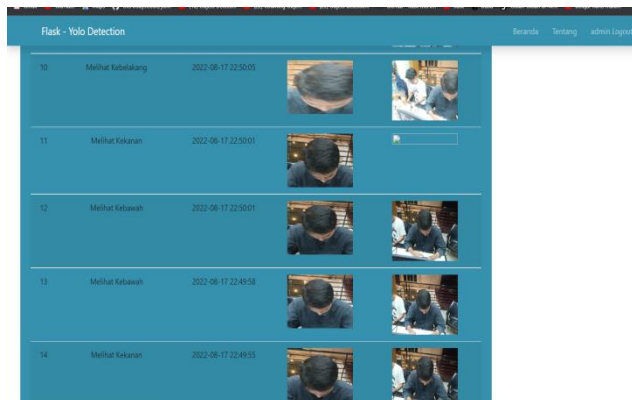 Flask - Yolo Detection
Beranda Tentang admin Logout
10 Melihat Kebelakang 2022-08-17 22:50:05
11 Melihat Kekanan 2022-08-17 22:50:01
12 Melihat Kebawah 2022-08-17 22:50:01
13 Melihat Kebawah 2022-08-17 22:49:58
14 Melihat Kekanan 2022-08-17 22:49:55